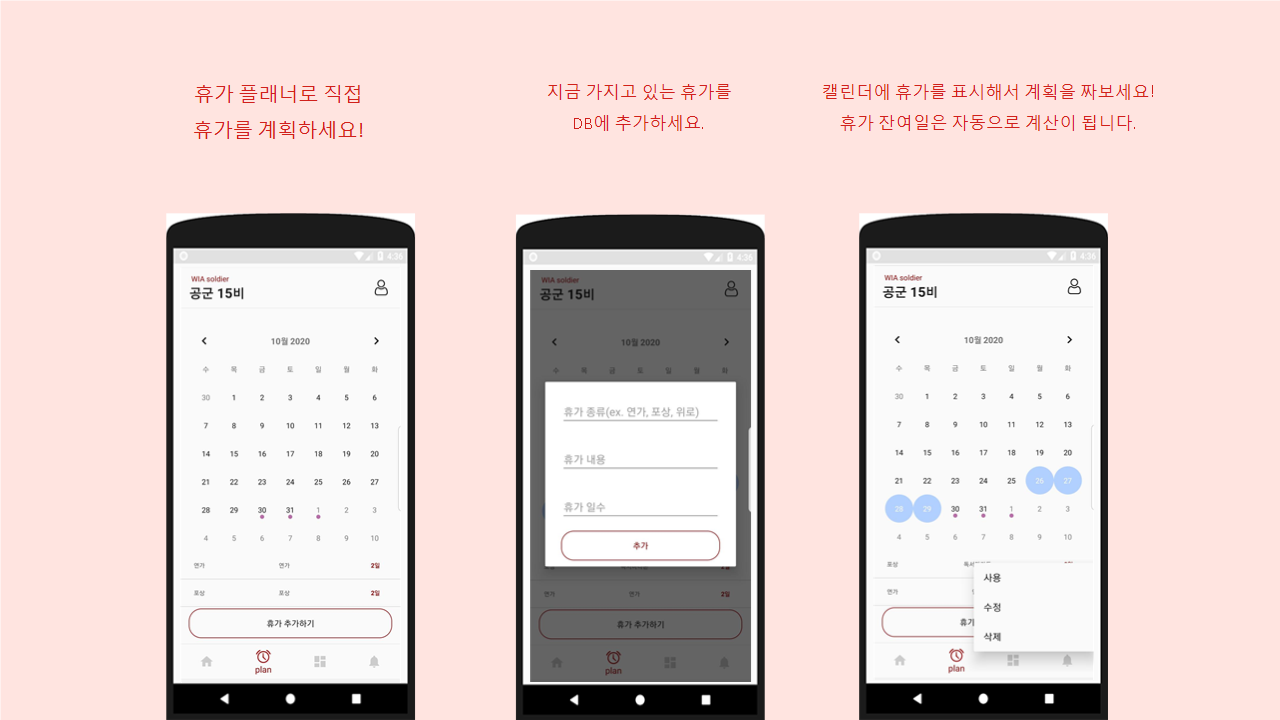 휴가 플래너로 직접
휴가를 계획하세요!
지금 가지고 있는 휴가를
DB에 추가하세요.
캘린더에 휴가를 표시해서 계획을 짜보세요!
휴가 잔여일은 자동으로 계산이 됩니다.
4:36
WIA soldier
공군 15비
10월 2020
수 목 금 토 일 월 화
30 1 2 3 4 5 6
7 8 9 10 11 12 13
14 15 16 17 18 19 20
21 22 23 24 25 26 27
28 29 30 31 1 2 3
4 5 6 7 8 9 10
연가 연가 2일
포상 포상 2일
휴가 추가하기
plan
4:36
WIA soldier
공군 15비
10월 2020
수 목 금 토 일 월 화
휴가 종류(ex. 연가, 포상, 위로)
휴가 내용
휴가 일수
추가
연가 연가 2일
휴가 추가하기
plan
4:36
WIA soldier
공군 15비
10월 2020
수 목 금 토 일 월 화
30 1 2 3 4 5 6
7 8 9 10 11 12 13
14 15 16 17 18 19 20
21 22 23 24 25 26 27
28 29 30 31 1 2 3
4 5 6 7 8 9 10
포상
연가
사용
수정
삭제
휴가
plan